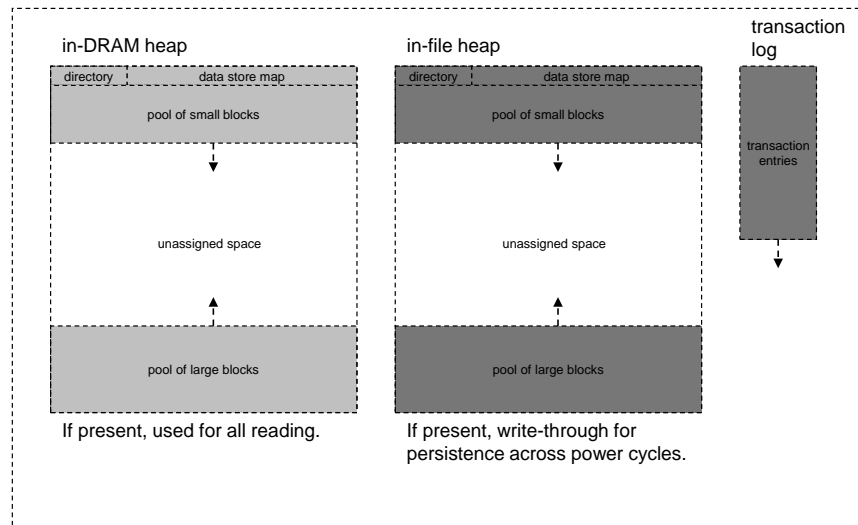 in-DRAM heap
directory
data store map
pool of small blocks
unassigned space
pool of large blocks
If present, used for all reading.
in-file heap
directory
data store map
pool of small blocks
unassigned space
pool of large blocks
If present, write-through for
persistence across power cycles.
transaction
log
transaction
entries